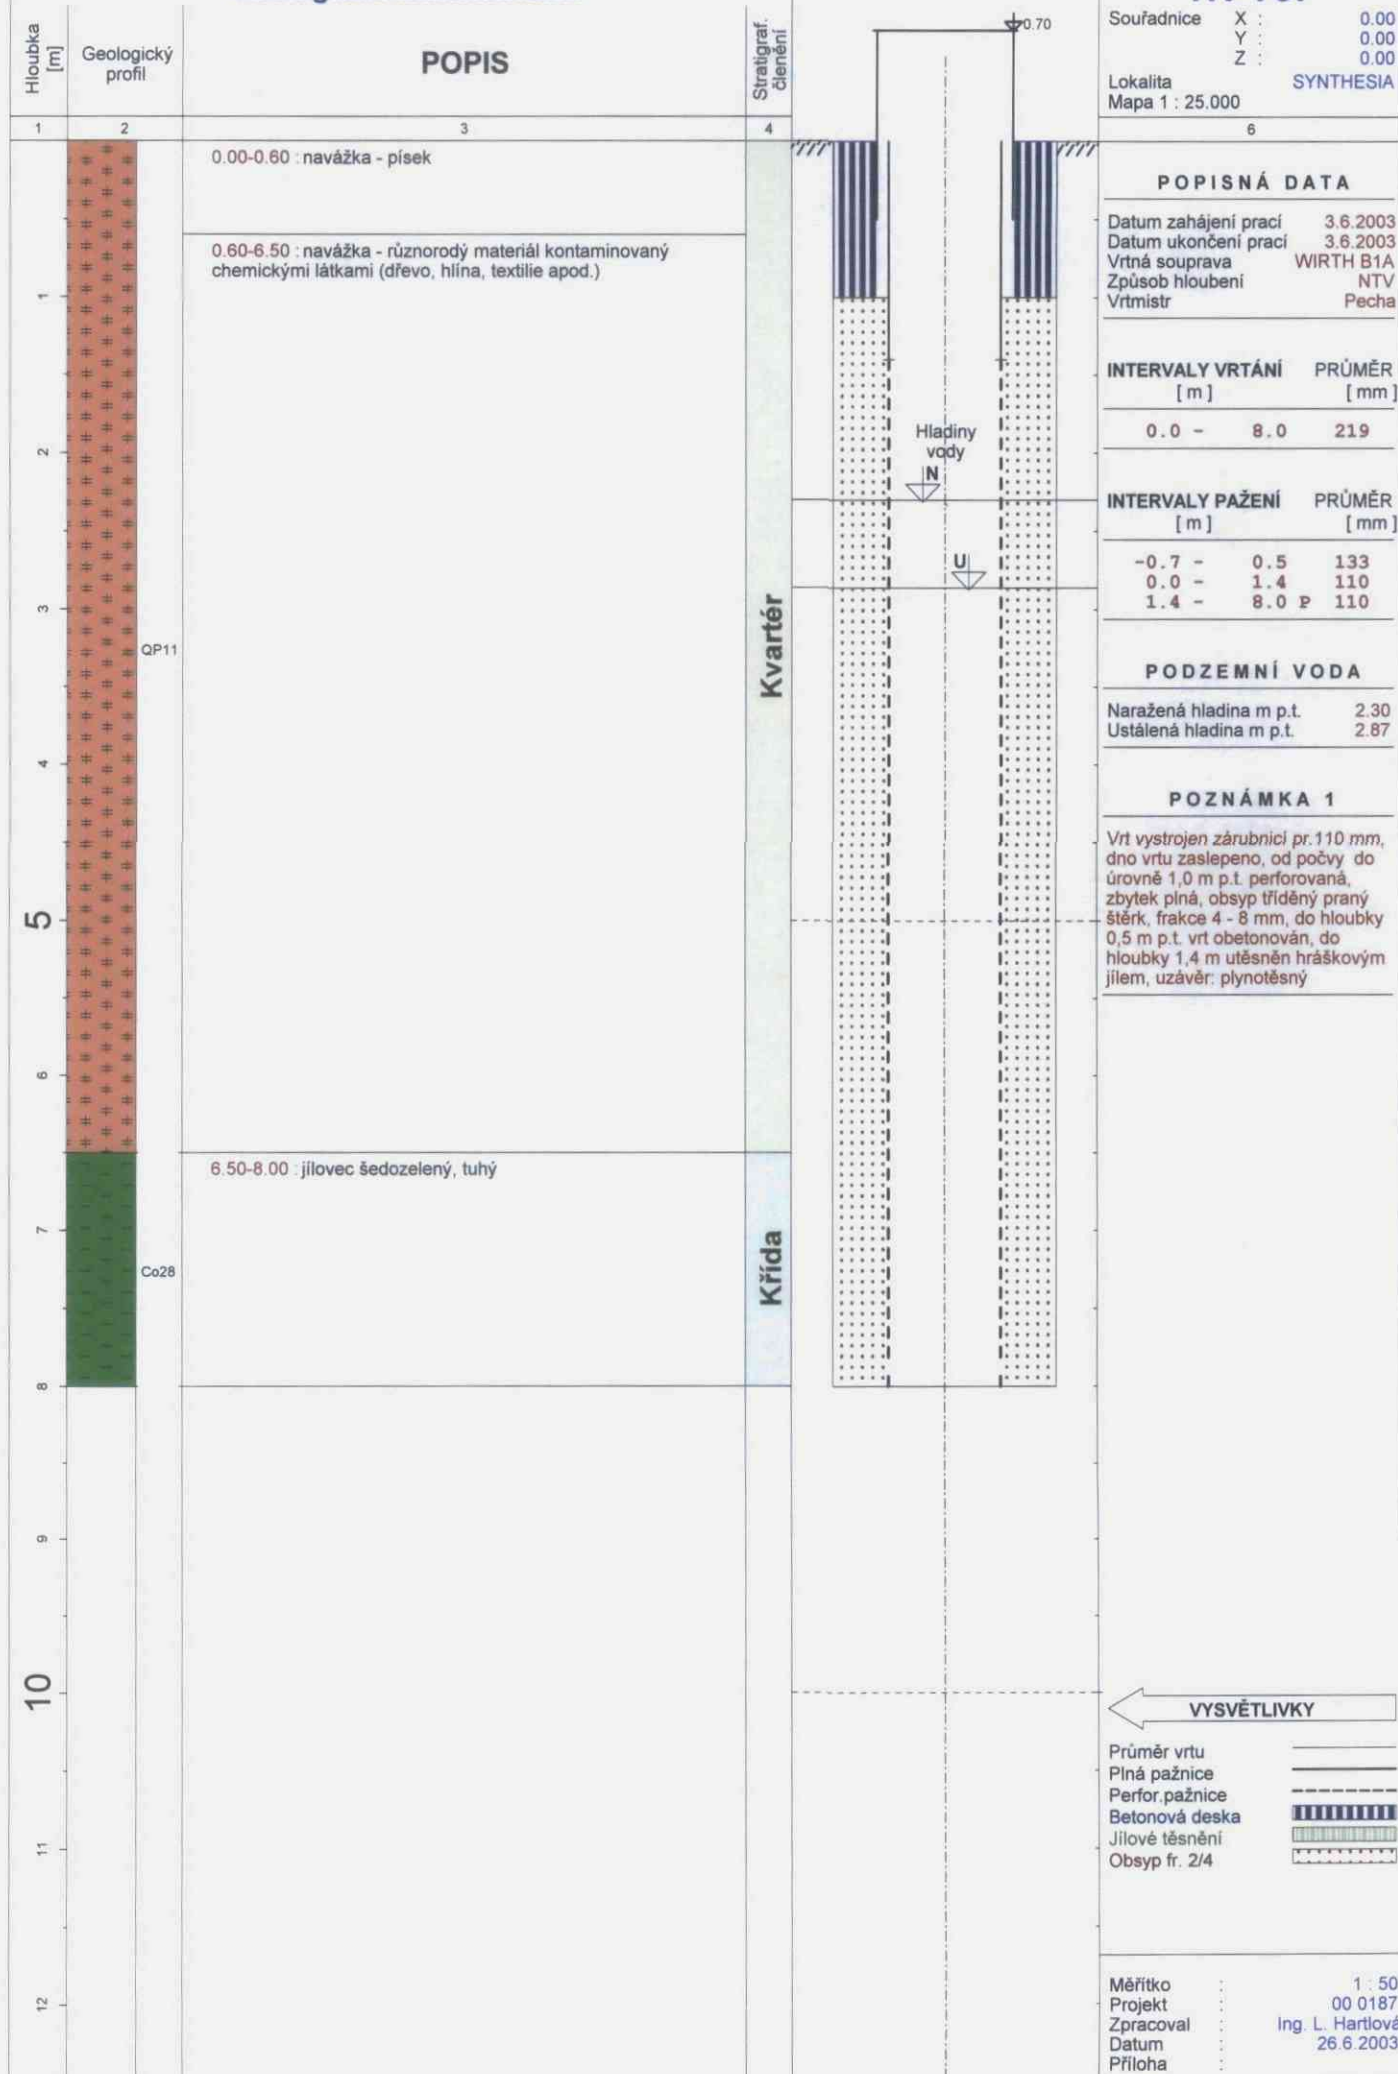 Hloubka
[m]
Geologický
profil
POPIS
Stratigraf.
členění
0.70
Souřadnice X : 0.00
Y : 0.00
Z : 0.00
Lokalita SYNTHESIA
Mapa 1 : 25.000
1 2 3 4 6
0.00-0.60 : navážka - písek
0.60-6.50 : navážka - různorodý materiál kontaminovaný
chemickými látkami (dřevo, hlína, textilie apod.)
6.50-8.00 : jílovec šedozelený, tuhý
1
2
3
4
5
6
7
8
9
10
11
12
QP11
Co28
Kvartér
Křída
Hladiny
vody
N
U
POPISNÁ DATA
Datum zahájení prací 3.6.2003
Datum ukončení prací 3.6.2003
Vrtná souprava WIRTH B1A
Způsob hloubení NTV
Vrtmistr Pecha
INTERVALY VRTÁNÍ PRŮMĚR
[ m ] [ mm ]
0.0 - 8.0 219
INTERVALY PAŽENÍ PRŮMĚR
[ m ] [ mm ]
-0.7 - 0.5 133
0.0 - 1.4 110
1.4 - 8.0 P 110
PODZEMNÍ VODA
Naražená hladina m p.t. 2.30
Ustálená hladina m p.t. 2.87
POZNÁMKA 1
Vrt vystrojen zárubnicí pr.110 mm,
dno vrtu zaslepeno, od počvy do
úrovně 1,0 m p.t. perforovaná,
zbytek plná, obsyp tříděný praný
štěrk, frakce 4 - 8 mm, do hloubky
0,5 m p.t. vrt obetonován, do
hloubky 1,4 m utěsněn hráškovým
jílem, uzávěr: plynotěsný
VYSVĚTLIVKY
Průměr vrtu
Plná pažnice
Perfor.pažnice
Betonová deska
Jílové těsnění
Obsyp fr. 2/4
Měřítko : 1 : 50
Projekt : 00 0187
Zpracoval : Ing. L. Hartlová
Datum : 26.6.2003
Příloha :